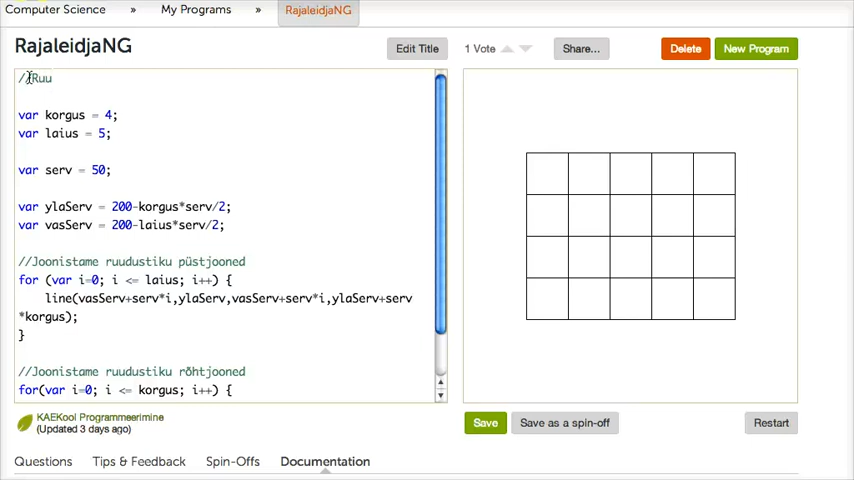 Computer Science » My Programs » RajaleidjaNG
RajaleidjaNG
Edit Title
1 Vote
Share...
Delete
New Program
//Ruu
var korgus = 4;
var laius = 5;
var serv = 50;
var ylaServ = 200-korgus*serv/2;
var vasServ = 200-laius*serv/2;
//Joonistame ruudustiku püstjooned
for (var i=0; i <= laius; i++) {
line(vasServ+serv*i,ylaServ,vasServ+serv*i,ylaServ+serv
*korgus);
}
//Joonistame ruudustiku rõhtjooned
for(var i=0; i <= korgus; i++) {
KAEKool Programmeerimine
(Updated 3 days ago)
Save
Save as a spin-off
Restart
Questions Tips & Feedback Spin-Offs Documentation